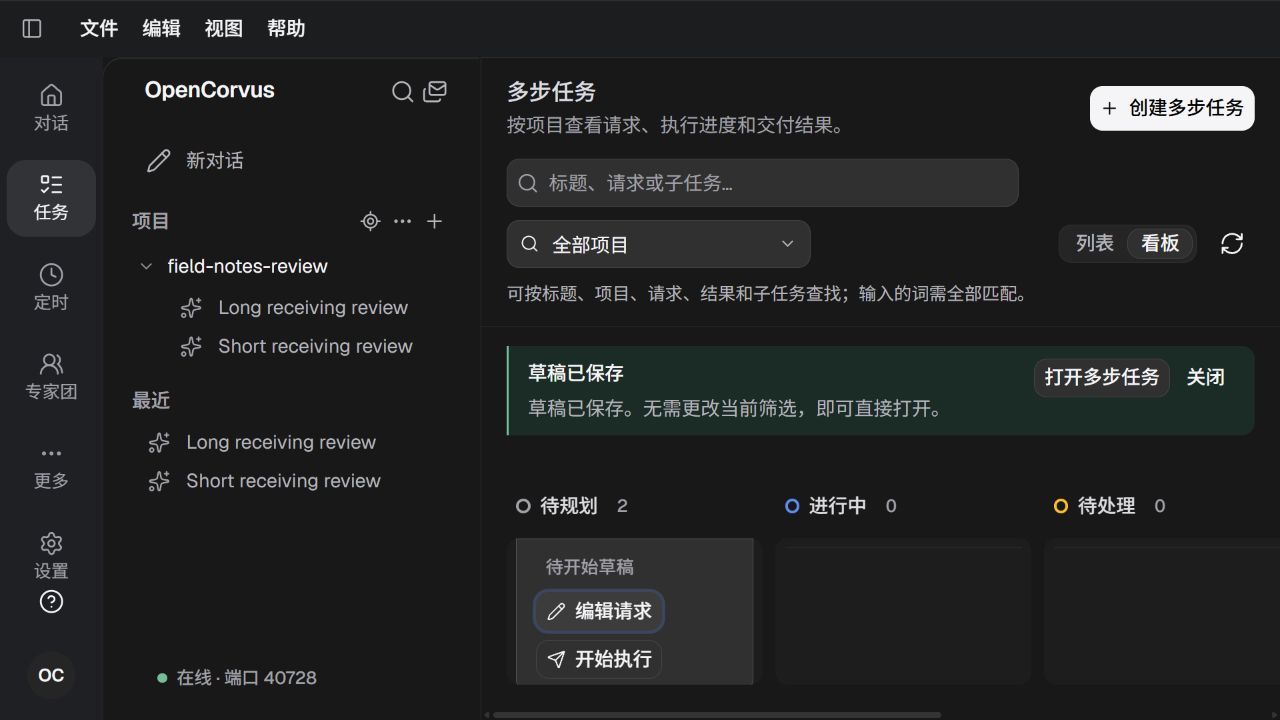 文件 编辑 视图 帮助
对话
任务
定时
专家团
更多
设置
OC
OpenCorvus
新对话
项目
field-notes-review
Long receiving review
Short receiving review
最近
Long receiving review
Short receiving review
在线 · 端口 40728
多步任务
按项目查看请求、执行进度和交付结果。
+ 创建多步任务
标题、请求或子任务...
全部项目
列表 看板
可按标题、项目、请求、结果和子任务查找；输入的词需全部匹配。
草稿已保存
草稿已保存。无需更改当前筛选，即可直接打开。
打开多步任务 关闭
待规划 2
进行中 0
待处理 0
待开始草稿
编辑请求
开始执行